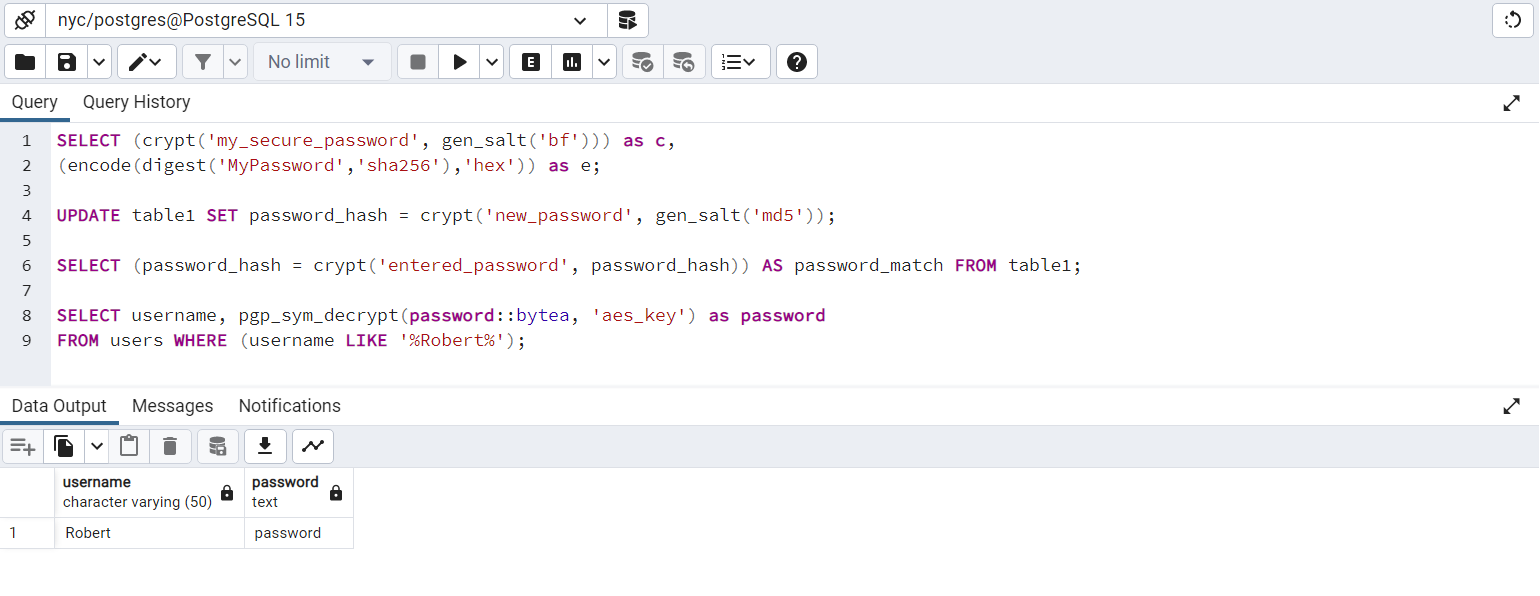 nyc/postgres@PostgreSQL 15
No limit
E
Query Query History
1 SELECT (crypt('my_secure_password', gen_salt('bf'))) as c,
2 (encode(digest('MyPassword','sha256'),'hex')) as e;
3
4 UPDATE table1 SET password_hash = crypt('new_password', gen_salt('md5'));
5
6 SELECT (password_hash = crypt('entered_password', password_hash)) AS password_match FROM table1;
7
8 SELECT username, pgp_sym_decrypt(password::bytea, 'aes_key') as password
9 FROM users WHERE (username LIKE '%Robert%');
Data Output Messages Notifications
username password
character varying (50) text
1 Robert password